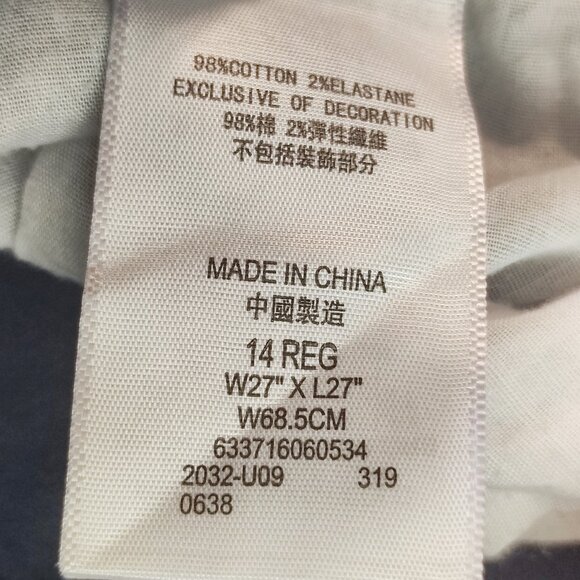 98%COTTON 2%ELASTANE
EXCLUSIVE OF DECORATION
98%棉 2%彈性纖維
不包括裝飾部分
MADE IN CHINA
中國製造
14 REG
W27" X L27"
W68.5CM
633716060534
2032-U09 319
0638